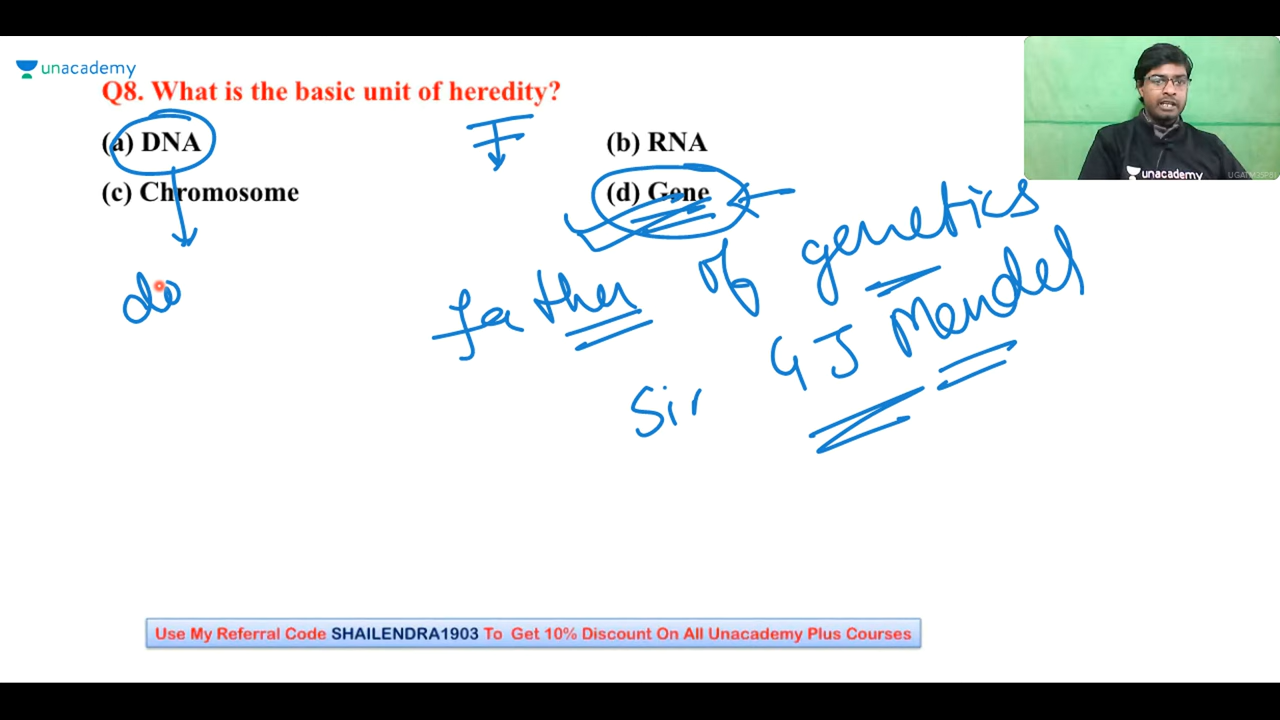 unacademy
Q8. What is the basic unit of heredity?
(a) DNA
(b) RNA
(c) Chromosome
(d) Gene
father of genetics
Sir G J Mendel
de
unacademy
Use My Referral Code SHAILENDRA1903 To Get 10% Discount On All Unacademy Plus Courses